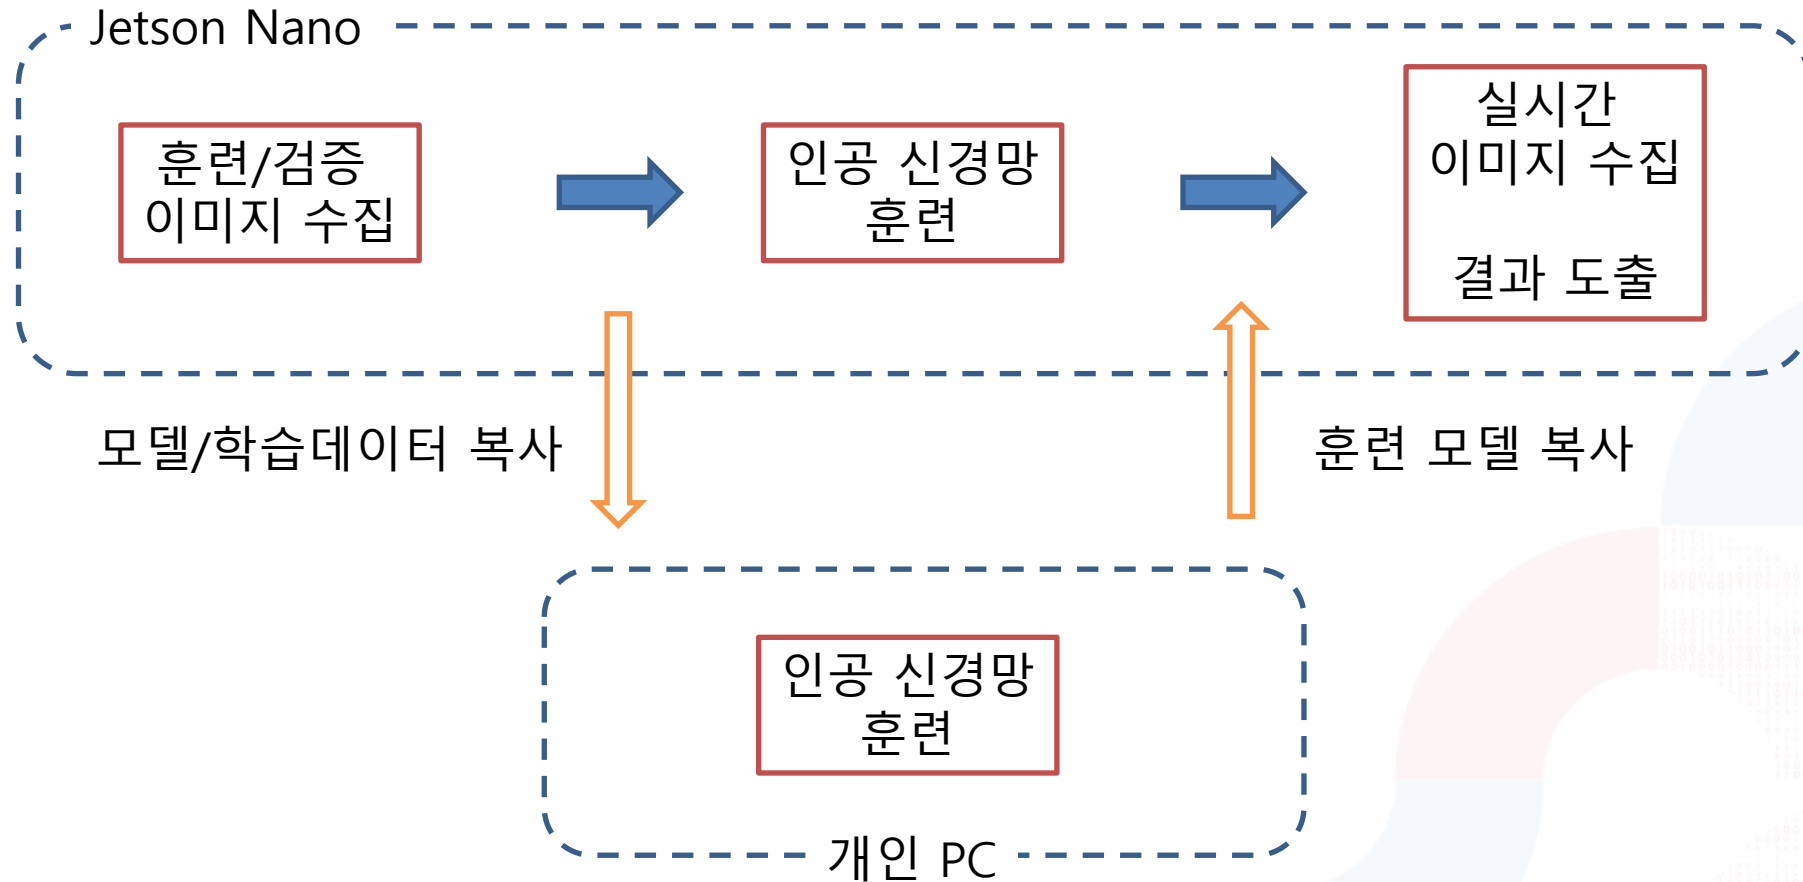 Jetson Nano
훈련/검증
이미지 수집
인공 신경망
훈련
실시간
이미지 수집
결과 도출
모델/학습데이터 복사
훈련 모델 복사
인공 신경망
훈련
개인 PC